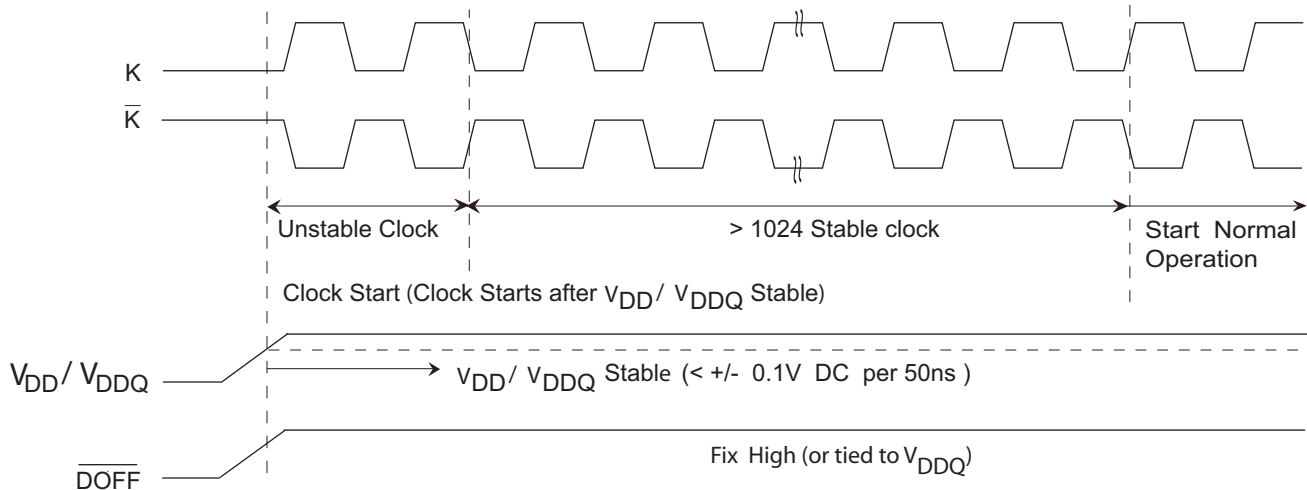 K
K̅
Unstable Clock
> 1024 Stable clock
Start Normal
Operation
Clock Start (Clock Starts after VDD/ VDDQ Stable)
VDD/ VDDQ
VDD/ VDDQ Stable (< +/- 0.1V DC per 50ns )
Fix High (or tied to VDDQ)
D̅O̅F̅F̅